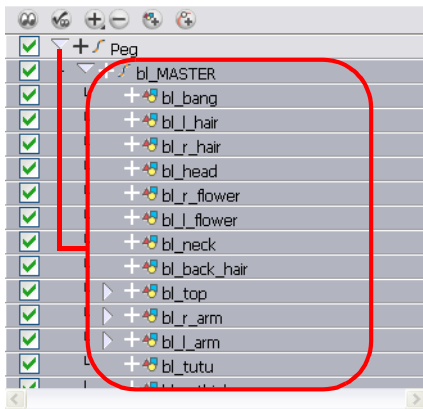 Peg
bl_MASTER
bl_bang
bl_l_hair
bl_r_hair
bl_head
bl_r_flower
bl_l_flower
bl_neck
bl_back_hair
bl_top
bl_r_arm
bl_l_arm
bl_tutu